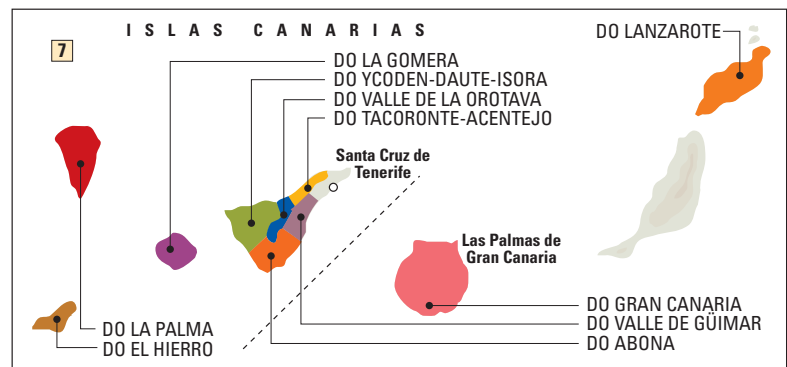 ISLAS CANARIAS
7
DO LANZAROTE
DO LA GOMERA
DO YCODEN-DAUTE-ISORA
DO VALLE DE LA OROTAVA
DO TACORONTE-ACENTEJO
Santa Cruz de
Tenerife
Las Palmas de
Gran Canaria
DO GRAN CANARIA
DO VALLE DE GÜIMAR
DO ABONA
DO LA PALMA
DO EL HIERRO